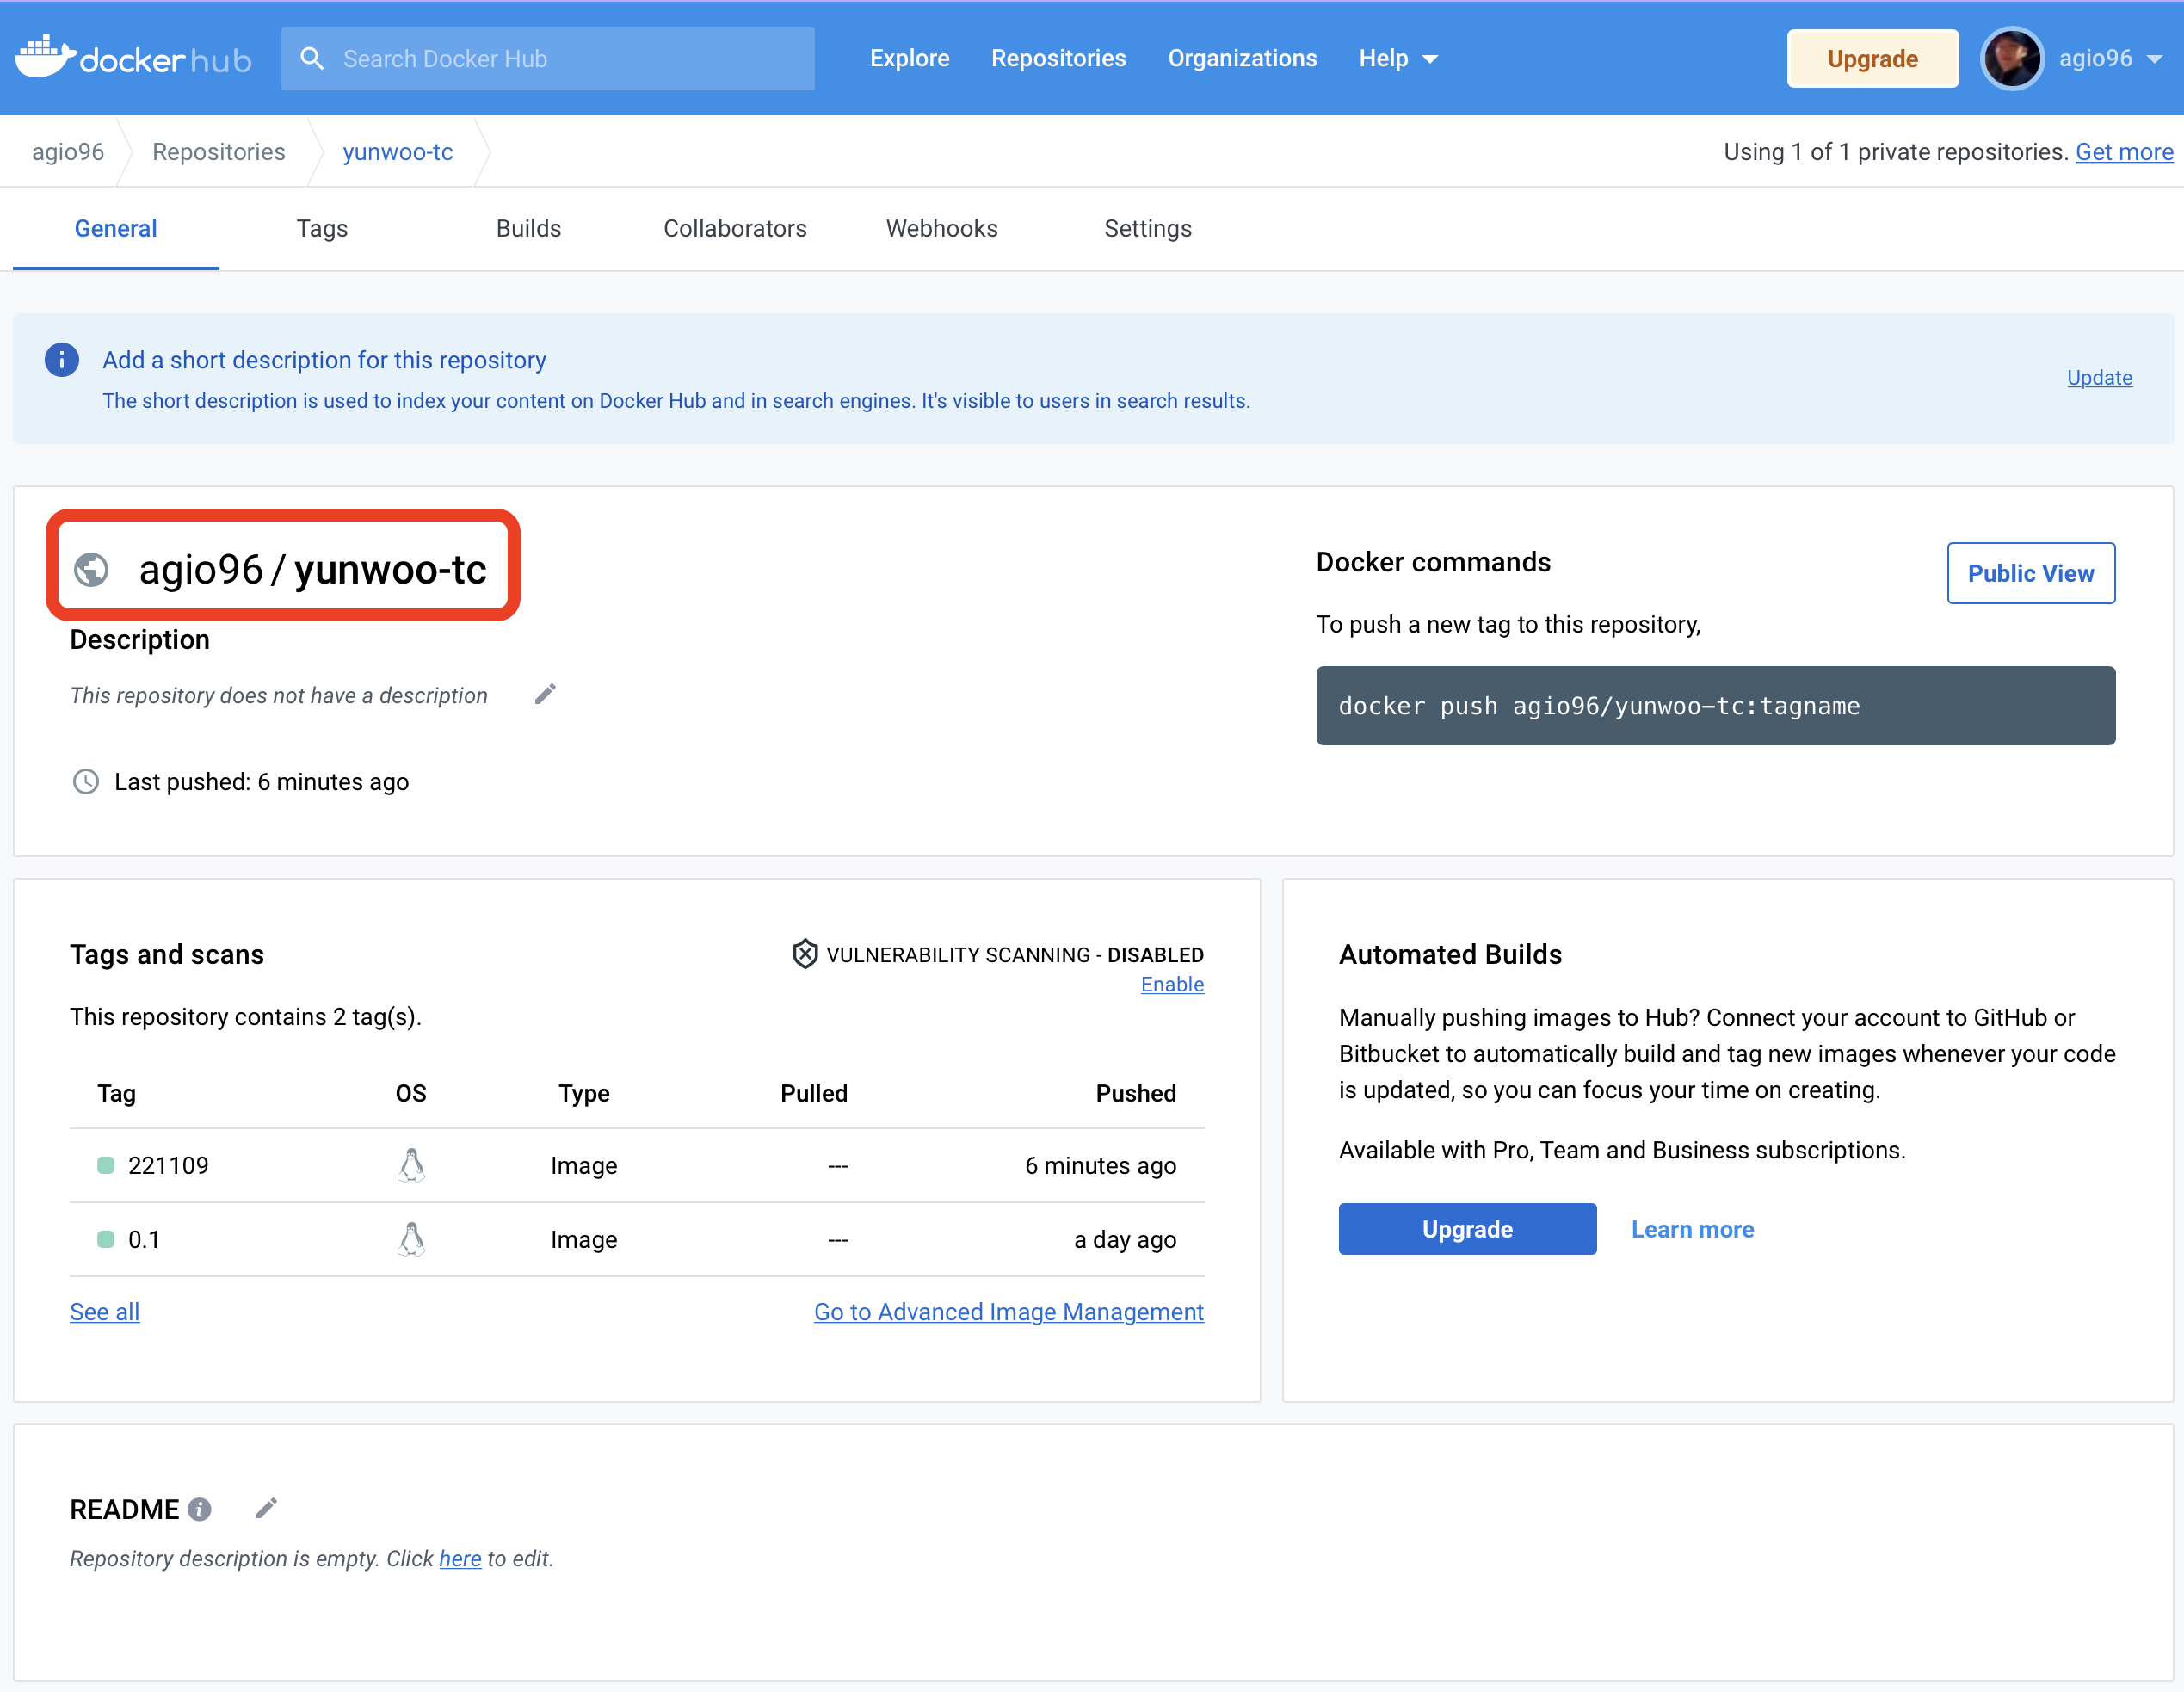 docker hub
Search Docker Hub
Explore
Repositories
Organizations
Help
Upgrade
agio96
agio96
Repositories
yunwoo-tc
Using 1 of 1 private repositories. Get more
General
Tags
Builds
Collaborators
Webhooks
Settings
Add a short description for this repository
The short description is used to index your content on Docker Hub and in search engines. It's visible to users in search results.
Update
agio96 / yunwoo-tc
Description
This repository does not have a description
Last pushed: 6 minutes ago
Docker commands
Public View
To push a new tag to this repository,
docker push agio96/yunwoo-tc:tagname
Tags and scans
VULNERABILITY SCANNING - DISABLED
Enable
This repository contains 2 tag(s).
Tag OS Type Pulled Pushed
221109 Image --- 6 minutes ago
0.1 Image --- a day ago
See all
Go to Advanced Image Management
Automated Builds
Manually pushing images to Hub? Connect your account to GitHub or
Bitbucket to automatically build and tag new images whenever your code
is updated, so you can focus your time on creating.
Available with Pro, Team and Business subscriptions.
Upgrade
Learn more
README
Repository description is empty. Click here to edit.